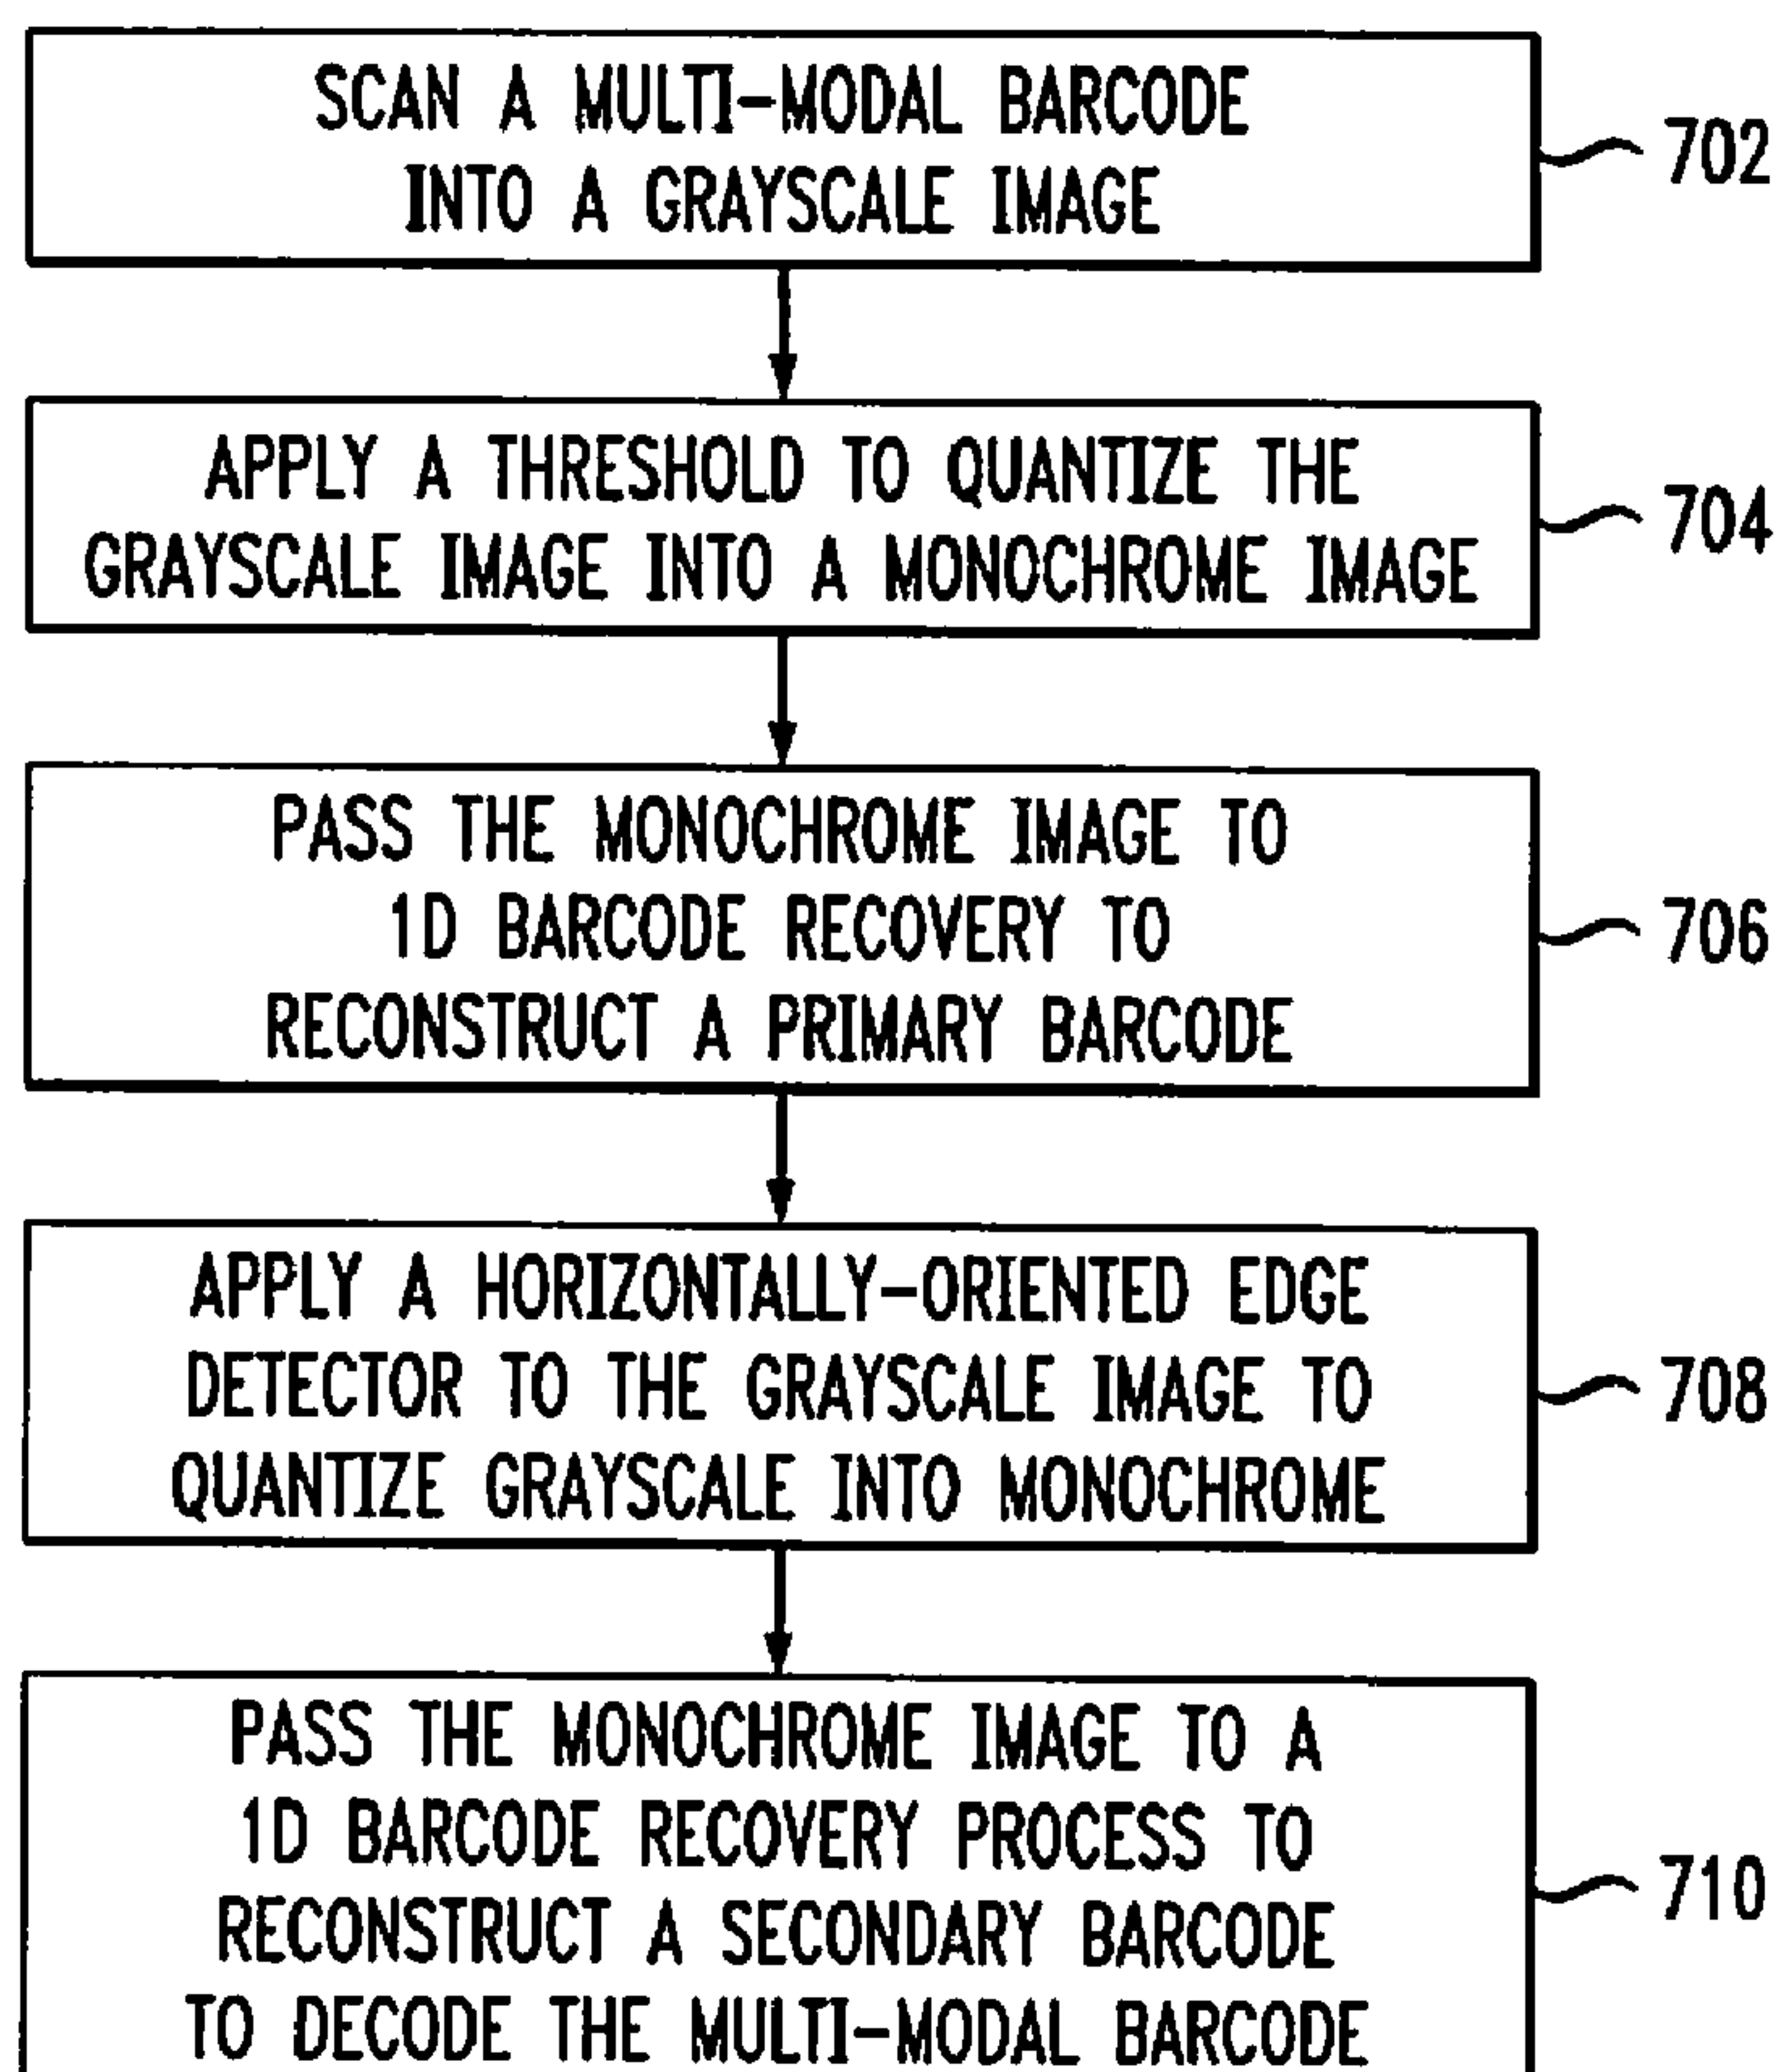 SCAN A MULTI-MODAL BARCODE
INTO A GRAYSCALE IMAGE
702
APPLY A THRESHOLD TO QUANTIZE THE
GRAYSCALE IMAGE INTO A MONOCHROME IMAGE
704
PASS THE MONOCHROME IMAGE TO
1D BARCODE RECOVERY TO
RECONSTRUCT A PRIMARY BARCODE
706
APPLY A HORIZONTALLY-ORIENTED EDGE
DETECTOR TO THE GRAYSCALE IMAGE TO
QUANTIZE GRAYSCALE INTO MONOCHROME
708
PASS THE MONOCHROME IMAGE TO A
1D BARCODE RECOVERY PROCESS TO
RECONSTRUCT A SECONDARY BARCODE
TO DECODE THE MULTI-MODAL BARCODE
710